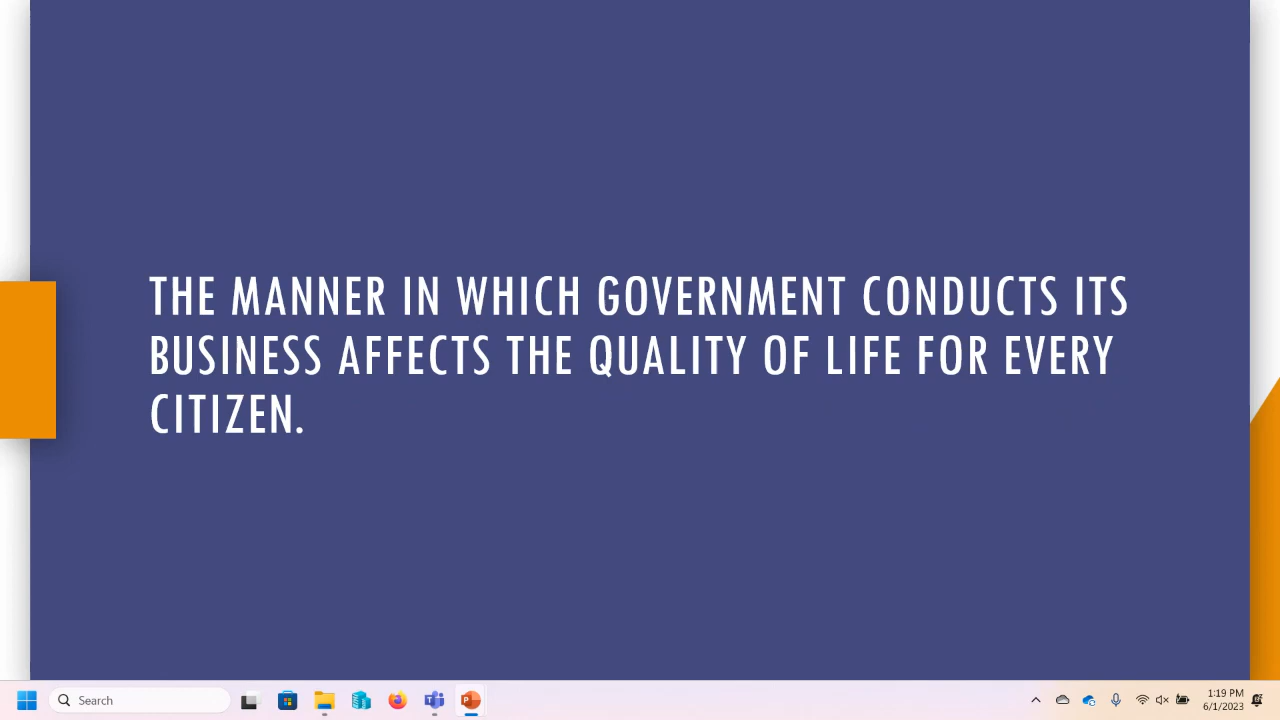 THE MANNER IN WHICH GOVERNMENT CONDUCTS ITS
BUSINESS AFFECTS THE QUALITY OF LIFE FOR EVERY
CITIZEN.
Search
1:19 PM
6/1/2023